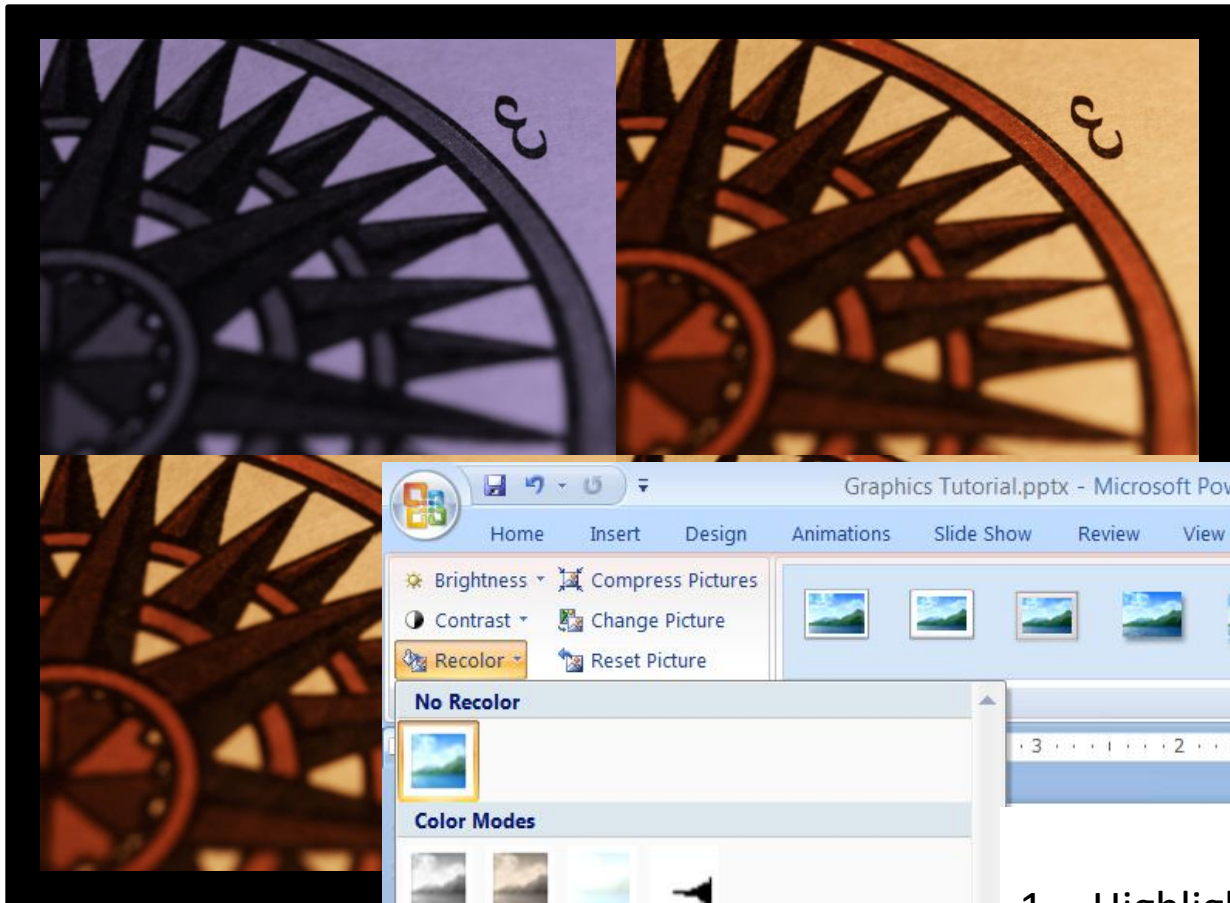 Graphics Tutorial.pptx - Microsoft
Home Insert Design Animations Slide Show Review View
Brightness Compress Pictures
Contrast Change Picture
Recolor Reset Picture
No Recolor
3 2
Color Modes
1.